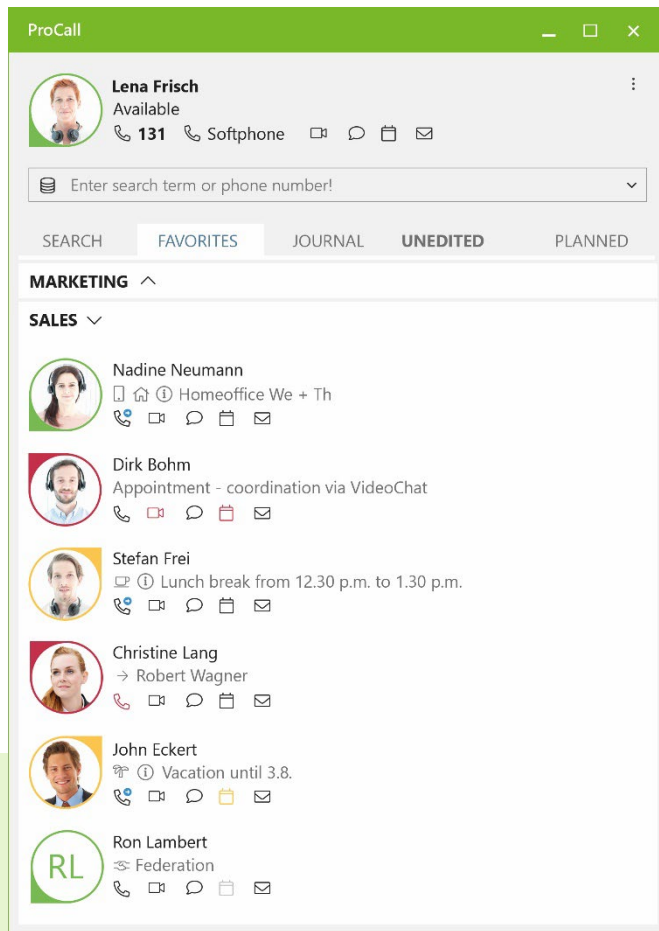 ProCall
Lena Frisch
Available
131 Softphone
Enter search term or phone number!
SEARCH FAVORITES JOURNAL UNEDITED PLANNED
MARKETING
SALES
Nadine Neumann
Homeoffice We + Th
Dirk Bohm
Appointment - coordination via VideoChat
Stefan Frei
Lunch break from 12.30 p.m. to 1.30 p.m.
Christine Lang
→ Robert Wagner
John Eckert
Vacation until 3.8.
RL
Ron Lambert
Federation